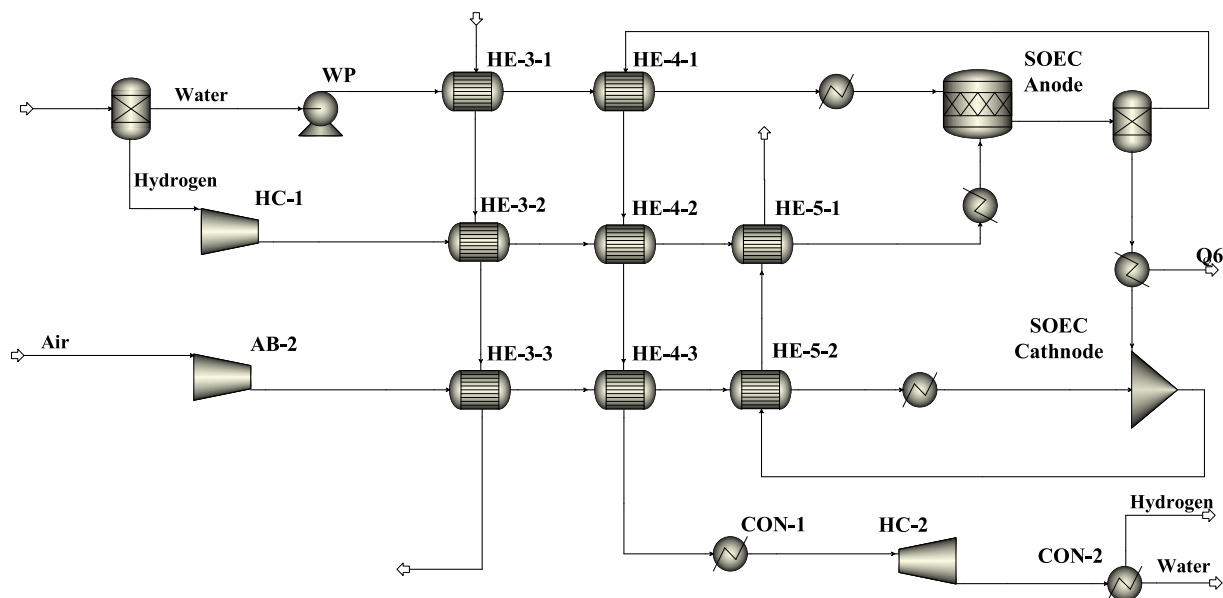 HE-3-1
HE-4-1
SOEC
Anode
WP
Water
Hydrogen
HC-1
HE-3-2
HE-4-2
HE-5-1
Q6
Air
AB-2
HE-3-3
HE-4-3
HE-5-2
SOEC
Cathnode
CON-1
HC-2
CON-2
Hydrogen
Water